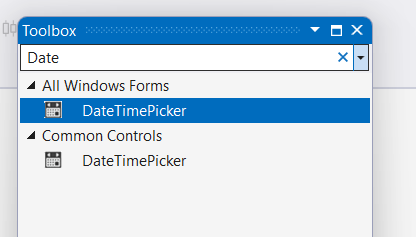 Toolbox
Date
All Windows Forms
DateTimePicker
Common Controls
DateTimePicker